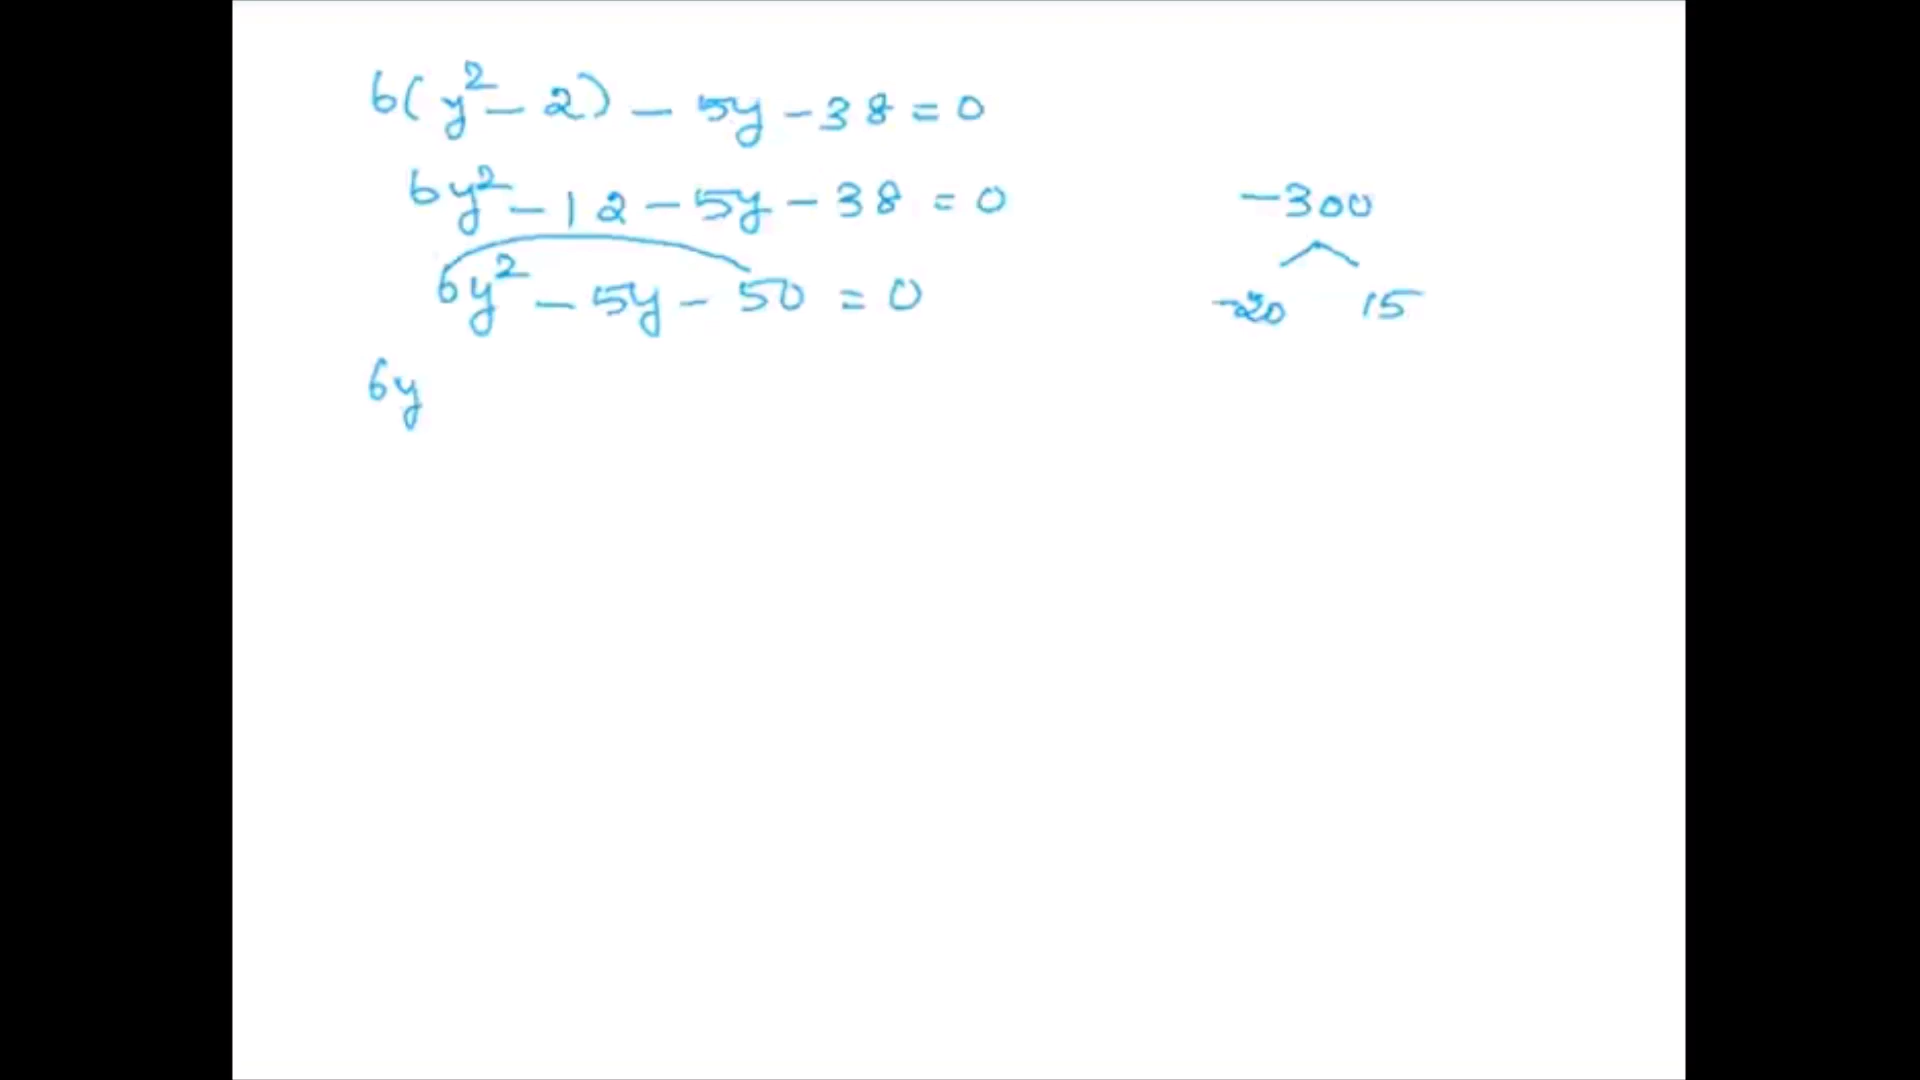 6(y² - 2) - 5y - 38 = 0
6y² - 12 - 5y - 38 = 0
6y² - 5y - 50 = 0
6y
-300
-20 15